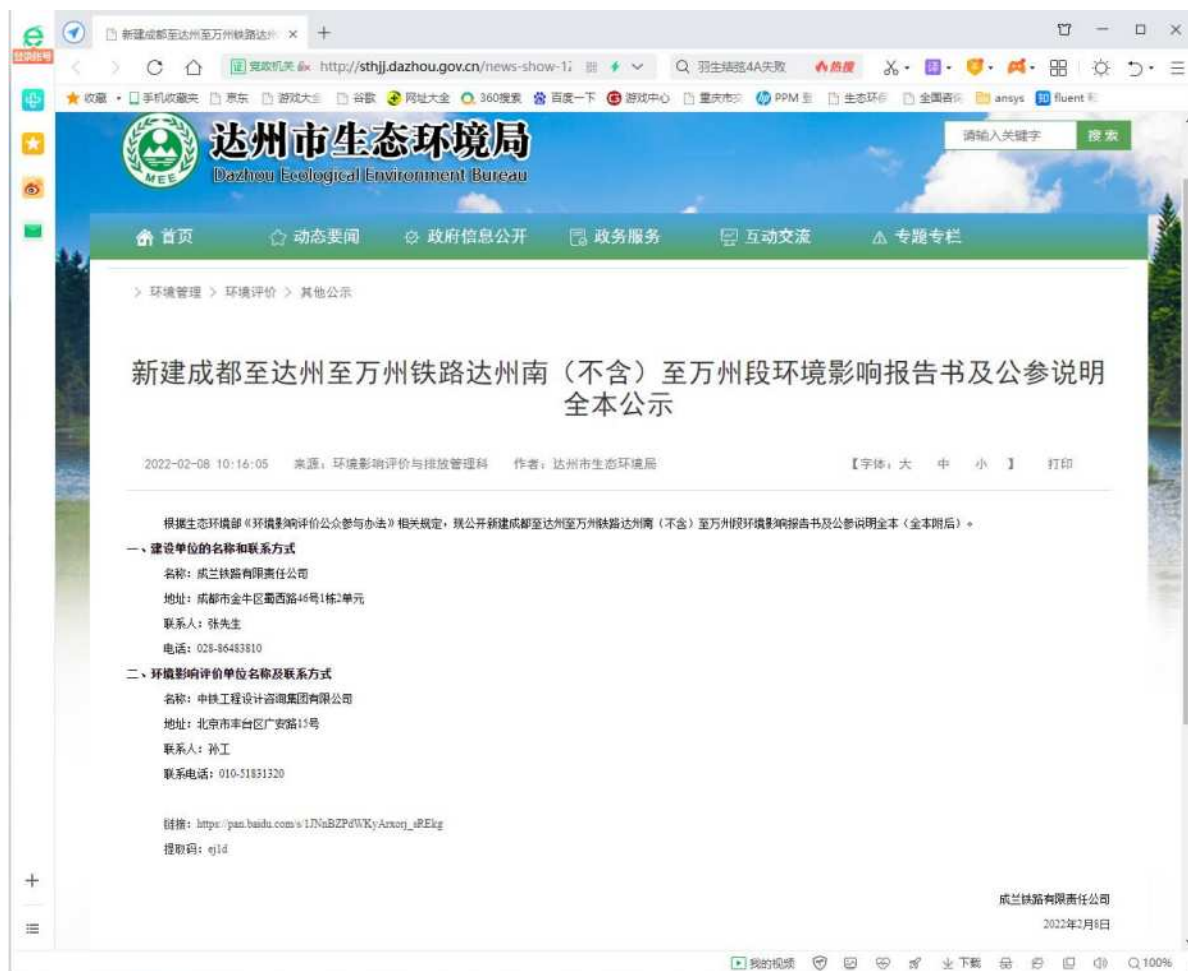 新建成都至达州至万州铁路达州
登录帐号
党政机关 http://sthjj.dazhou.gov.cn/news-show-1
羽生结弦4A失败 热搜
收藏 手机收藏夹 京东 游戏大全 谷歌 网址大全 360搜索 百度一下 游戏中心 重庆市 PPM 生态环 全国 ansys fluent
MEE
达州市生态环境局
Dazhou Ecological Environment Bureau
请输入关键字 搜索
首页 动态要闻 政府信息公开 政务服务 互动交流 专题专栏
> 环境管理 > 环境评价 > 其他公示
新建成都至达州至万州铁路达州南（不含）至万州段环境影响报告书及公参说明
全本公示
2022-02-08 10:16:05 来源：环境影响评价与排放管理科 作者：达州市生态环境局 【字体：大 中 小 】 打印
根据生态环境部《环境影响评价公众参与办法》相关规定，现公开新建成都至达州至万州铁路达州南（不含）至万州段环境影响报告书及公参说明全本（全本附后）。
一、建设单位的名称和联系方式
名称：成兰铁路有限责任公司
地址：成都市金牛区蜀西路46号1栋2单元
联系人：张先生
电话：028-86483810
二、环境影响评价单位名称及联系方式
名称：中铁工程设计咨询集团有限公司
地址：北京市丰台区广安路15号
联系人：孙工
联系电话：010-51831320
链接：https://pan.baidu.com/s/1JNnBZPdWKyArxorj_sREkg
提取码：ej1d
成兰铁路有限责任公司
2022年2月8日
我的视频 下载 100%